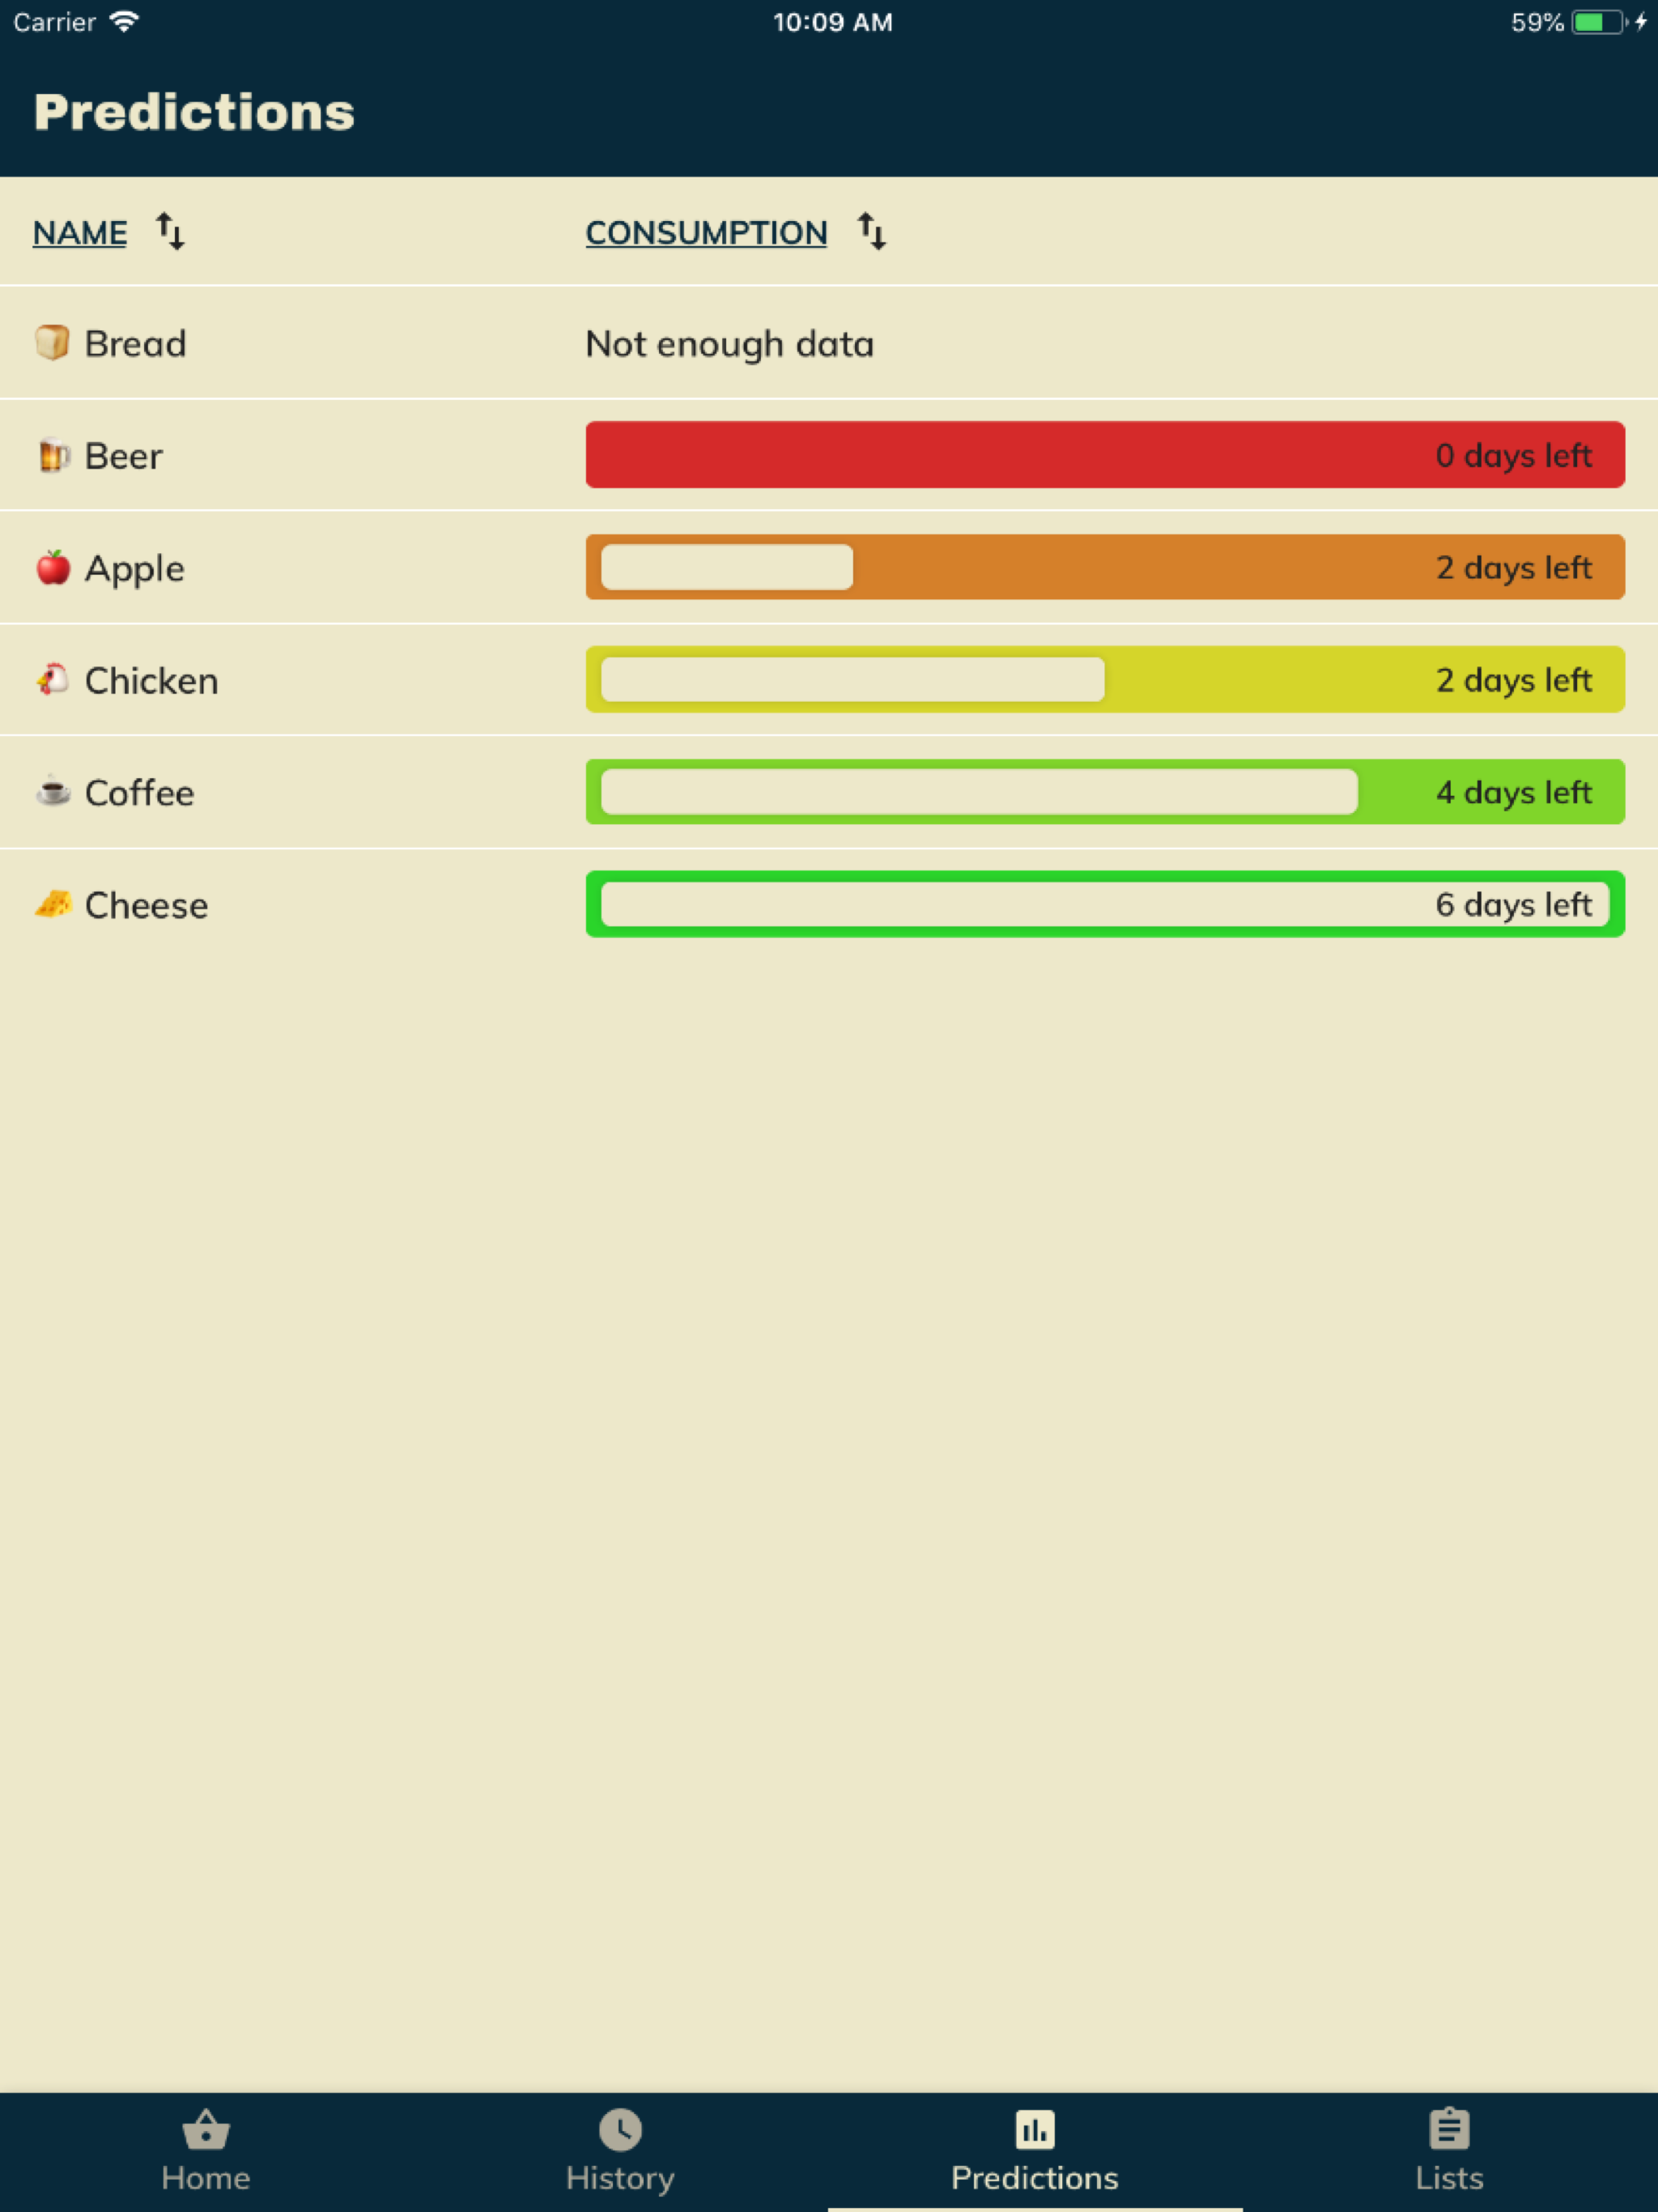 Carrier 10:09 AM 59%
Predictions
NAME CONSUMPTION
Bread Not enough data
Beer 0 days left
Apple 2 days left
Chicken 2 days left
Coffee 4 days left
Cheese 6 days left
Home History Predictions Lists